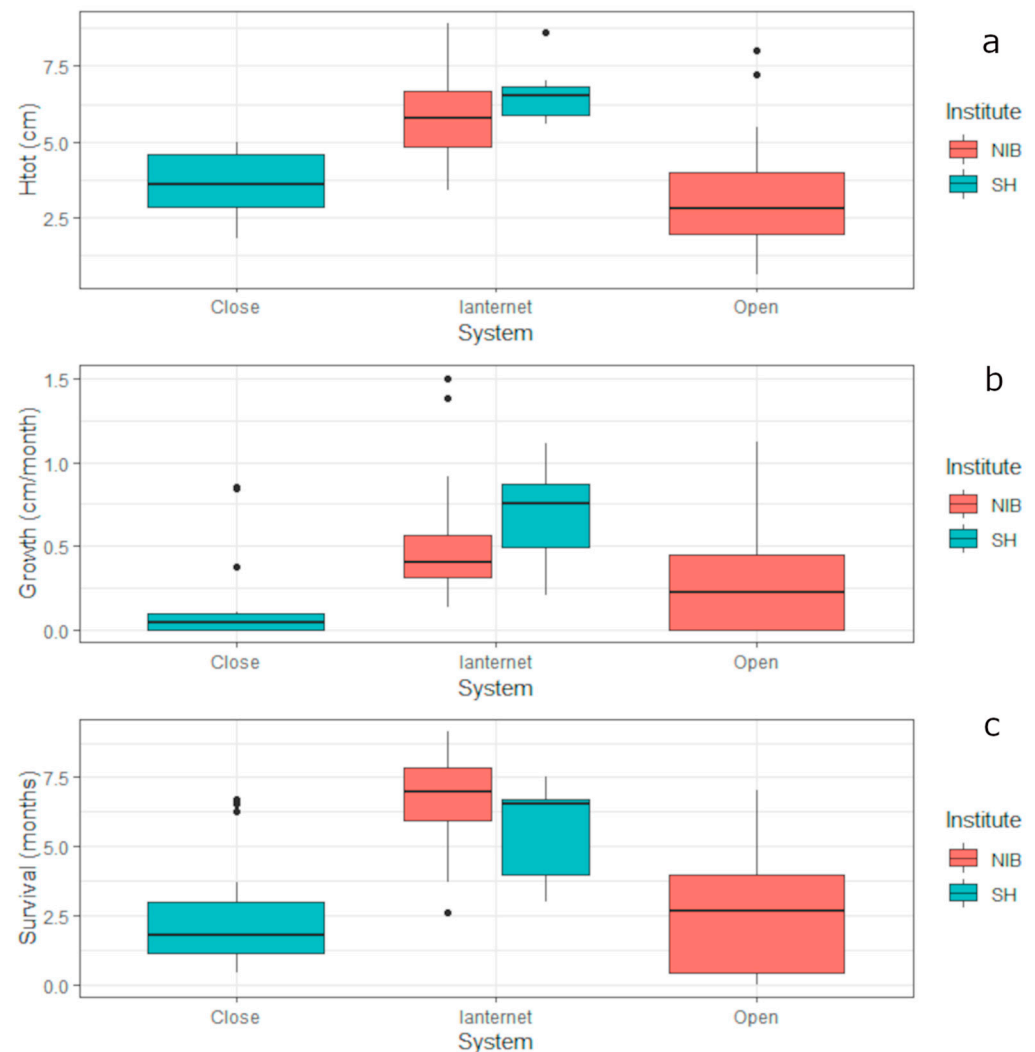 a
Htot (cm)
7.5
5.0
2.5
Close
lanternet
Open
System
Institute
NIB
SH
b
Growth (cm/month)
1.5
1.0
0.5
0.0
Close
lanternet
Open
System
Institute
NIB
SH
c
Survival (months)
7.5
5.0
2.5
0.0
Close
lanternet
Open
System
Institute
NIB
SH